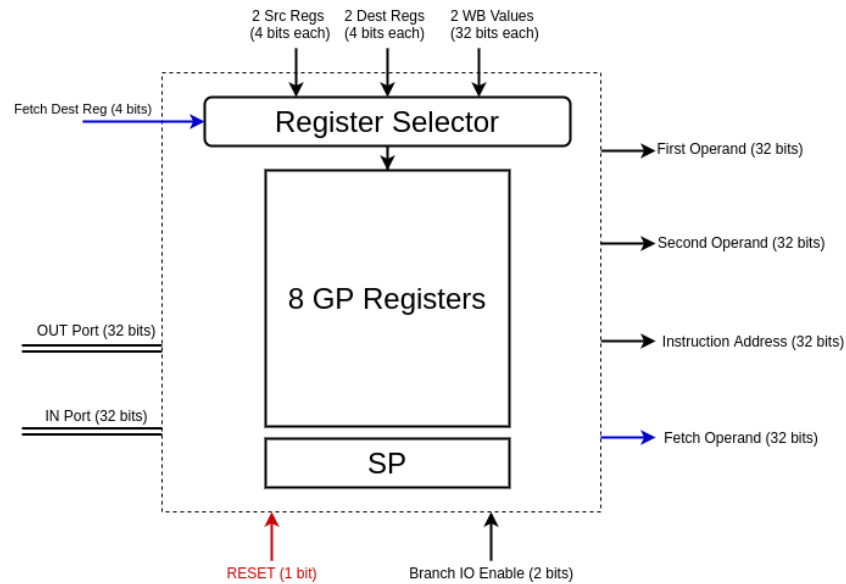 2 Src Regs
(4 bits each)
2 Dest Regs
(4 bits each)
2 WB Values
(32 bits each)
Fetch Dest Reg (4 bits)
Register Selector
First Operand (32 bits)
8 GP Registers
Second Operand (32 bits)
OUT Port (32 bits)
Instruction Address (32 bits)
IN Port (32 bits)
Fetch Operand (32 bits)
SP
RESET (1 bit)
Branch IO Enable (2 bits)